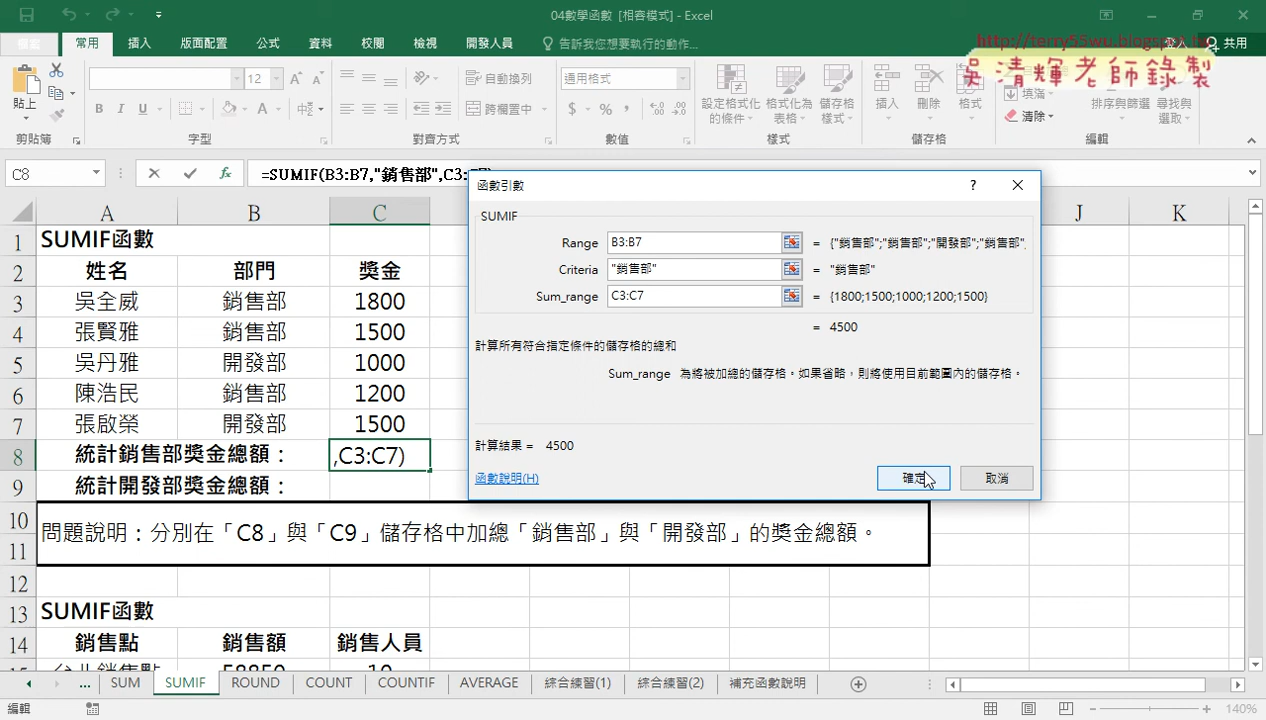 04數學函數 [相容模式] - Excel
http://terry55wu.blogspot.tw
吳清輝老師錄製
檔案 常用 插入 版面配置 公式 資料 校閱 檢視 開發人員 告訴我您想要執行的動作... 登入 共用
貼上 12 自動換列 跨欄置中 通用格式 設定格式化的條件 格式化為表格 儲存格樣式 插入 刪除 格式 填滿 清除 排序與篩選 尋找與選取
剪貼簿 字型 對齊方式 數值 樣式 儲存格 編輯
C8 =SUMIF(B3:B7,"銷售部",C3:C7)
A B C J K
1 SUMIF函數
2 姓名 部門 獎金
3 吳全威 銷售部 1800
4 張賢雅 銷售部 1500
5 吳丹雅 開發部 1000
6 陳浩民 銷售部 1200
7 張啟榮 開發部 1500
8 統計銷售部獎金總額： ,C3:C7)
9 統計開發部獎金總額：
10
問題說明：分別在「C8」與「C9」儲存格中加總「銷售部」與「開發部」的獎金總額。
11
12
13 SUMIF函數
14 銷售點 銷售額 銷售人員
函數引數
SUMIF
Range B3:B7 = {"銷售部";"銷售部";"開發部";"銷售部",
Criteria "銷售部" = "銷售部"
Sum_range C3:C7 = {1800;1500;1000;1200;1500}
= 4500
計算所有符合指定條件的儲存格的總和
Sum_range 為將被加總的儲存格。如果省略，則將使用目前範圍內的儲存格。
計算結果 = 4500
函數說明(H) 確定 取消
... SUM SUMIF ROUND COUNT COUNTIF AVERAGE 綜合練習(1) 綜合練習(2) 補充函數說明
編輯 140%